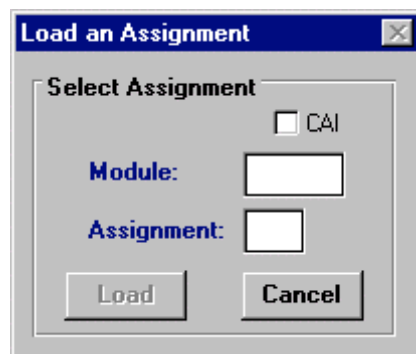 Load an Assignment
Select Assignment
CAI
Module:
Assignment:
Load Cancel